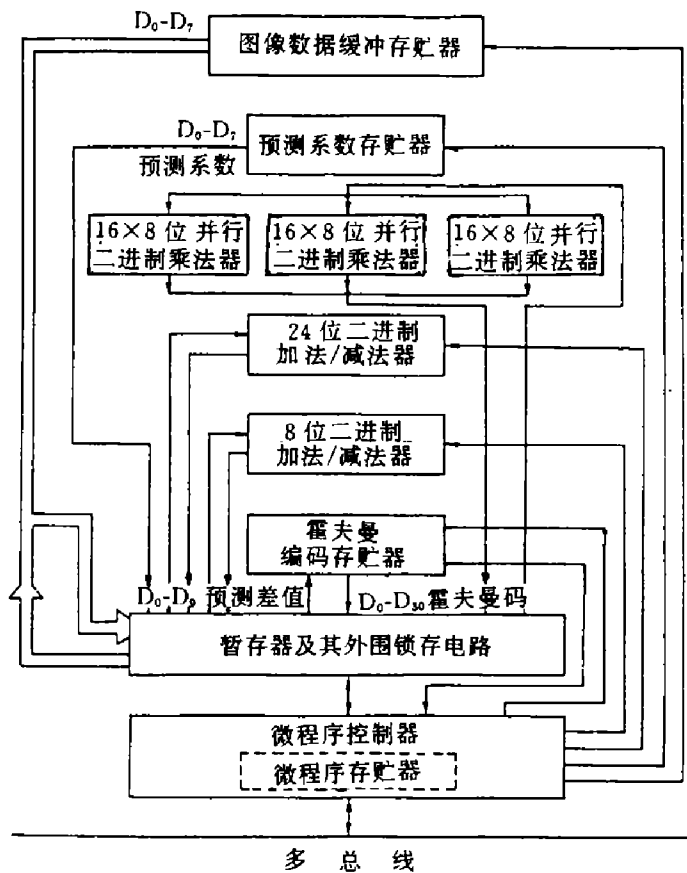 D₀-D₇
图像数据缓冲存贮器
D₀-D₇
预测系数
预测系数存贮器
16×8位并行
二进制乘法器
16×8位并行
二进制乘法器
16×8位并行
二进制乘法器
24位二进制
加法/减法器
8位二进制
加法/减法器
霍夫曼
编码存贮器
D₀-D₉ 预测差值
D₀-D₃₀霍夫曼码
暂存器及其外围锁存电路
微程序控制器
微程序存贮器
多总线